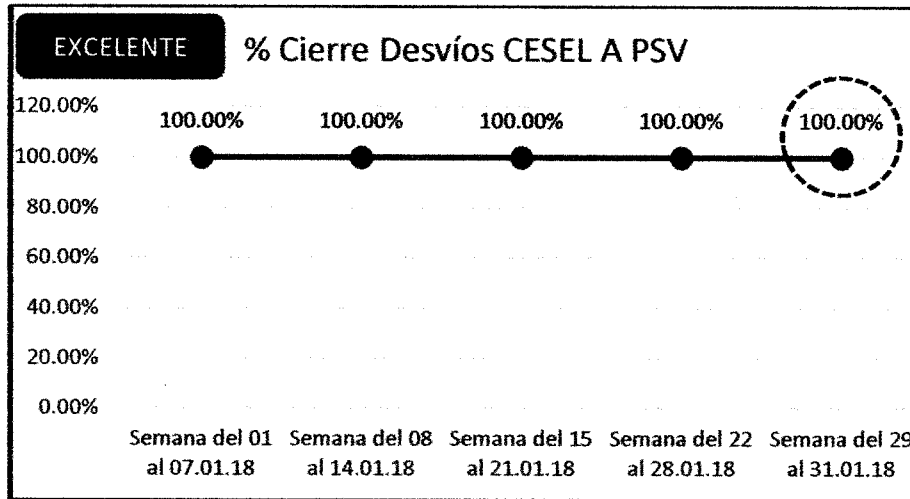 EXCELENTE
% Cierre Desvíos CESEL A PSV
120.00%
100.00% 100.00% 100.00% 100.00% 100.00%
100.00%
80.00%
60.00%
40.00%
20.00%
0.00%
Semana del 01 Semana del 08 Semana del 15 Semana del 22 Semana del 29
al 07.01.18 al 14.01.18 al 21.01.18 al 28.01.18 al 31.01.18